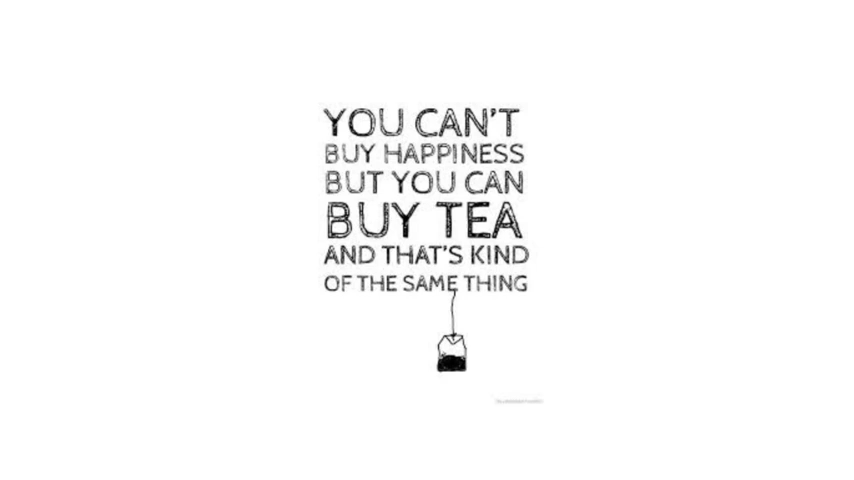 YOU CAN'T
BUY HAPPINESS
BUT YOU CAN
BUY TEA
AND THAT'S KIND
OF THE SAME THING